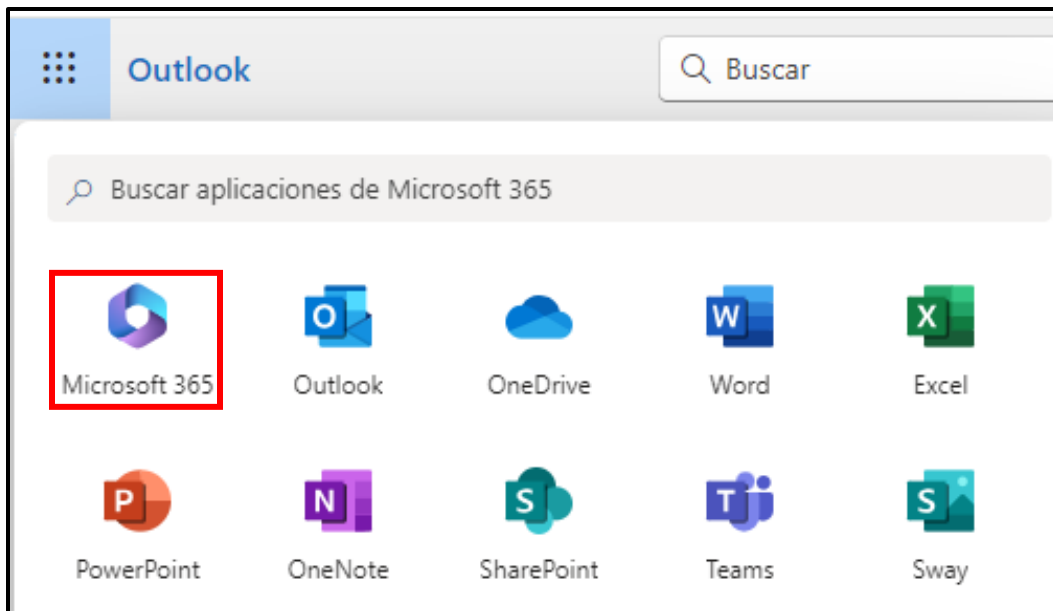 Outlook
Buscar
Buscar aplicaciones de Microsoft 365
Microsoft 365
Outlook
OneDrive
Word
Excel
PowerPoint
OneNote
SharePoint
Teams
Sway